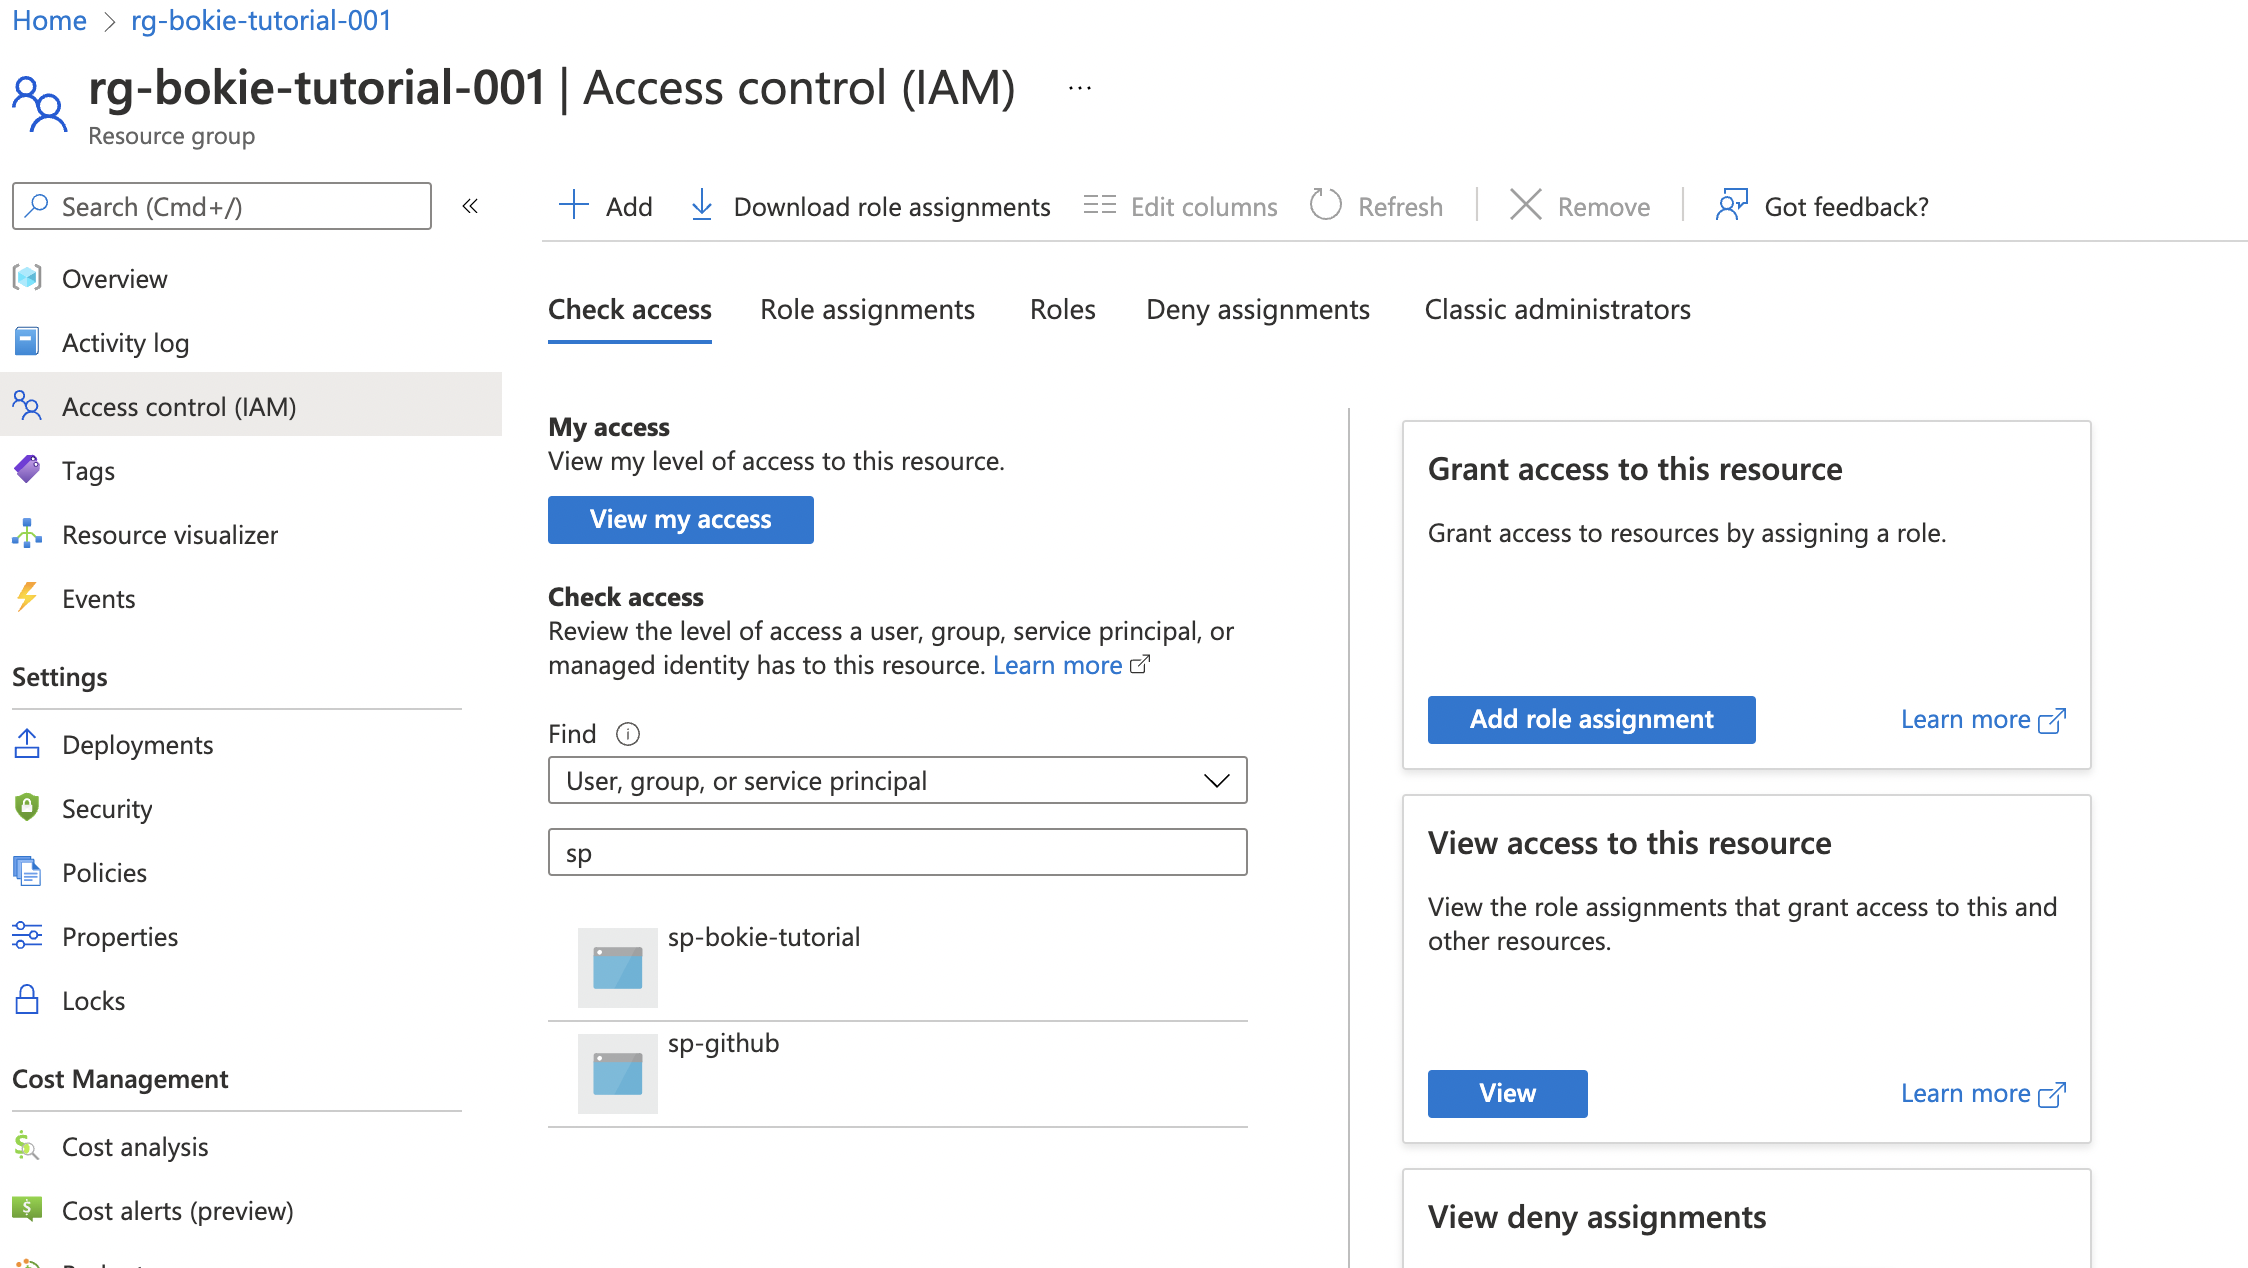 Home > rg-bokie-tutorial-001
rg-bokie-tutorial-001 | Access control (IAM) ...
Resource group
Search (Cmd+/)
«
Add
Download role assignments
Edit columns
Refresh
Remove
Got feedback?
Overview
Activity log
Access control (IAM)
Tags
Resource visualizer
Events
Settings
Deployments
Security
Policies
Properties
Locks
Cost Management
Cost analysis
Cost alerts (preview)
Check access
Role assignments
Roles
Deny assignments
Classic administrators
My access
View my level of access to this resource.
View my access
Check access
Review the level of access a user, group, service principal, or
managed identity has to this resource. Learn more
Find
User, group, or service principal
sp
sp-bokie-tutorial
sp-github
Grant access to this resource
Grant access to resources by assigning a role.
Add role assignment
Learn more
View access to this resource
View the role assignments that grant access to this and
other resources.
View
Learn more
View deny assignments